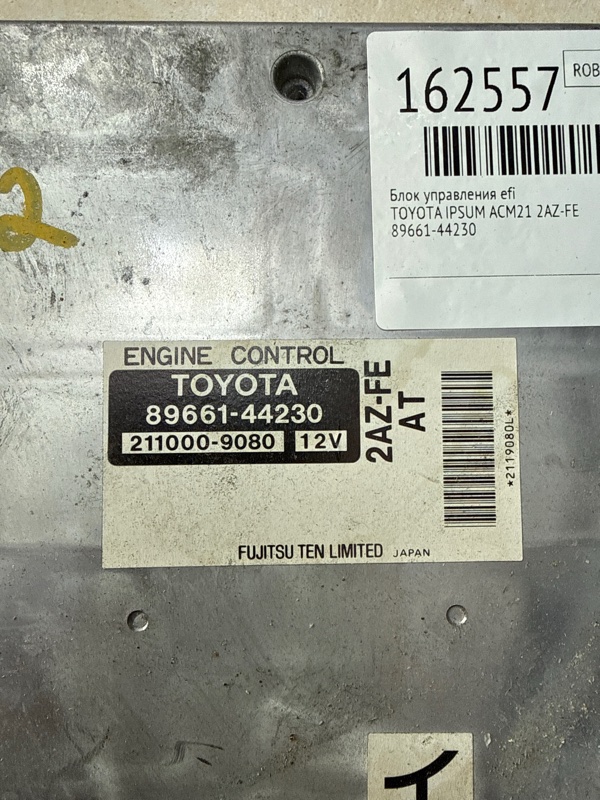 162557
ROB
Блок управления efi
TOYOTA IPSUM ACM21 2AZ-FE
89661-44230
2
ENGINE CONTROL
TOYOTA
89661-44230
211000-9080 12V
2AZ-FE
AT
*2119080L*
FUJITSU TEN LIMITED JAPAN